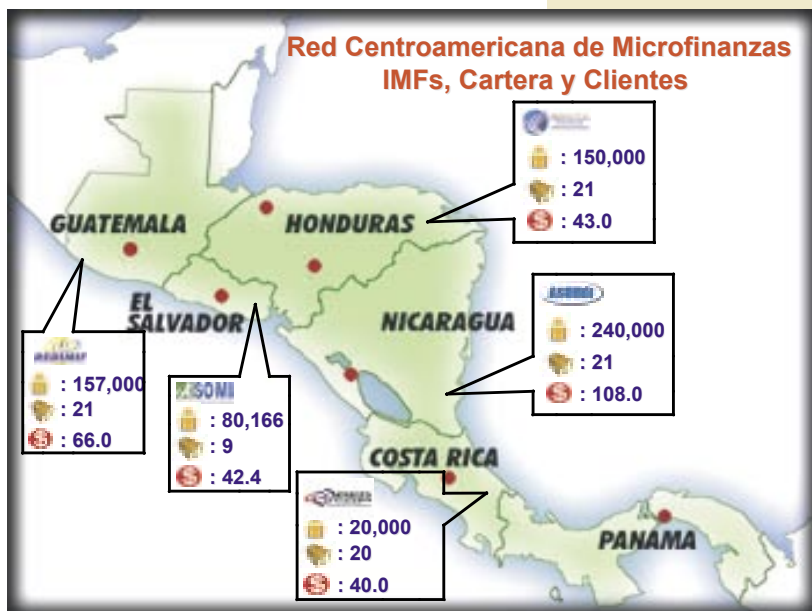 Red Centroamericana de Microfinanzas
IMFs, Cartera y Clientes
: 150,000
: 21
$ : 43.0
GUATEMALA
HONDURAS
EL
SALVADOR
NICARAGUA
: 240,000
: 21
$ : 108.0
: 157,000
: 21
$ : 66.0
: 80,166
: 9
$ : 42.4
COSTA RICA
: 20,000
: 20
$ : 40.0
PANAMA